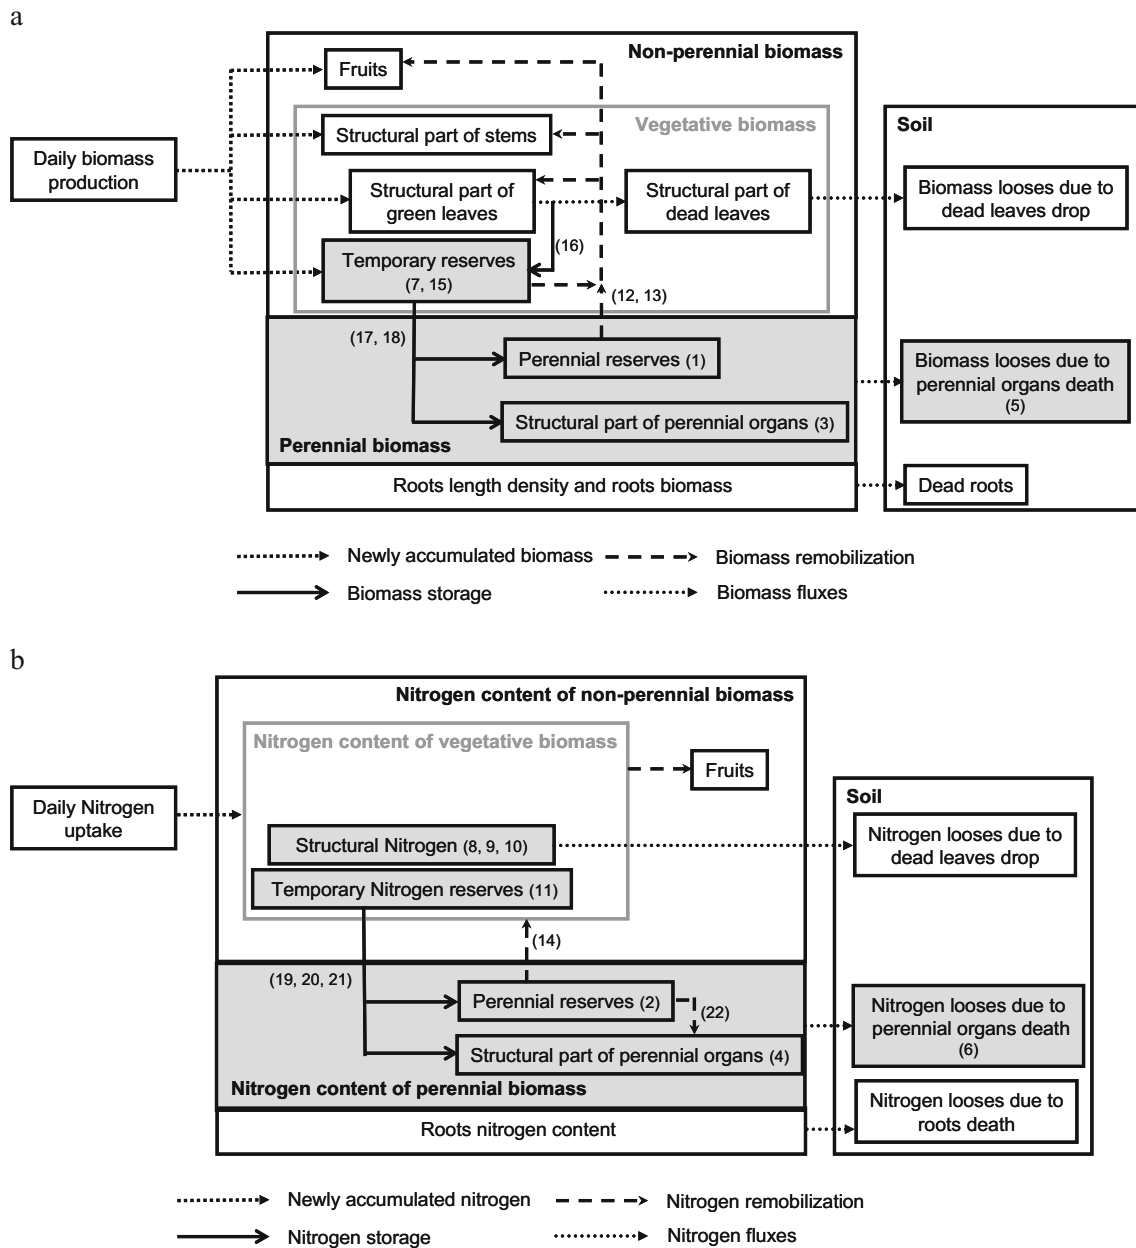 a
Non-perennial biomass
Fruits
Vegetative biomass
Soil
Structural part of stems
Daily biomass
production
Structural part of
green leaves
Structural part of
dead leaves
Biomass looses due to
dead leaves drop
(16)
Temporary reserves
(7, 15)
(12, 13)
(17, 18)
Perennial reserves (1)
Biomass looses due to
perennial organs death
(5)
Structural part of perennial organs (3)
Perennial biomass
Roots length density and roots biomass
Dead roots
Newly accumulated biomass
Biomass remobilization
Biomass storage
Biomass fluxes
b
Nitrogen content of non-perennial biomass
Nitrogen content of vegetative biomass
Fruits
Soil
Daily Nitrogen
uptake
Structural Nitrogen (8, 9, 10)
Nitrogen looses due to
dead leaves drop
Temporary Nitrogen reserves (11)
(14)
(19, 20, 21)
Perennial reserves (2)
(22)
Nitrogen looses due to
perennial organs death
(6)
Structural part of perennial organs (4)
Nitrogen content of perennial biomass
Roots nitrogen content
Nitrogen looses due to
roots death
Newly accumulated nitrogen
Nitrogen remobilization
Nitrogen storage
Nitrogen fluxes